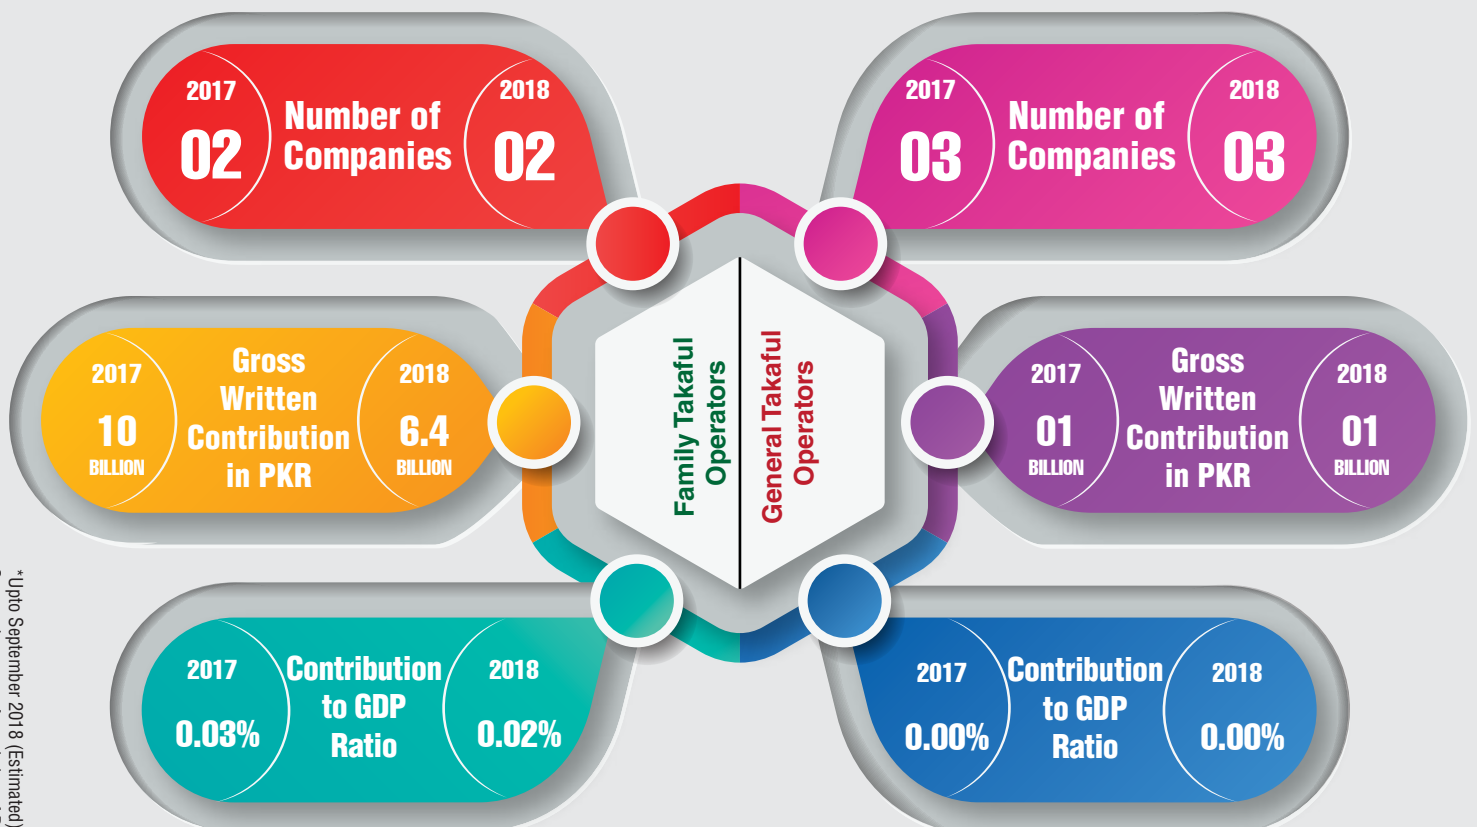 2017
02
Number of
Companies
2018
02
2017
03
Number of
Companies
2018
03
2017
10
BILLION
Gross
Written
Contribution
in PKR
2018
6.4
BILLION
Family Takaful
Operators
General Takaful
Operators
2017
01
BILLION
Gross
Written
Contribution
in PKR
2018
01
BILLION
2017
0.03%
Contribution
to GDP
Ratio
2018
0.02%
2017
0.00%
Contribution
to GDP
Ratio
2018
0.00%
*Upto September 2018 (Estimated)